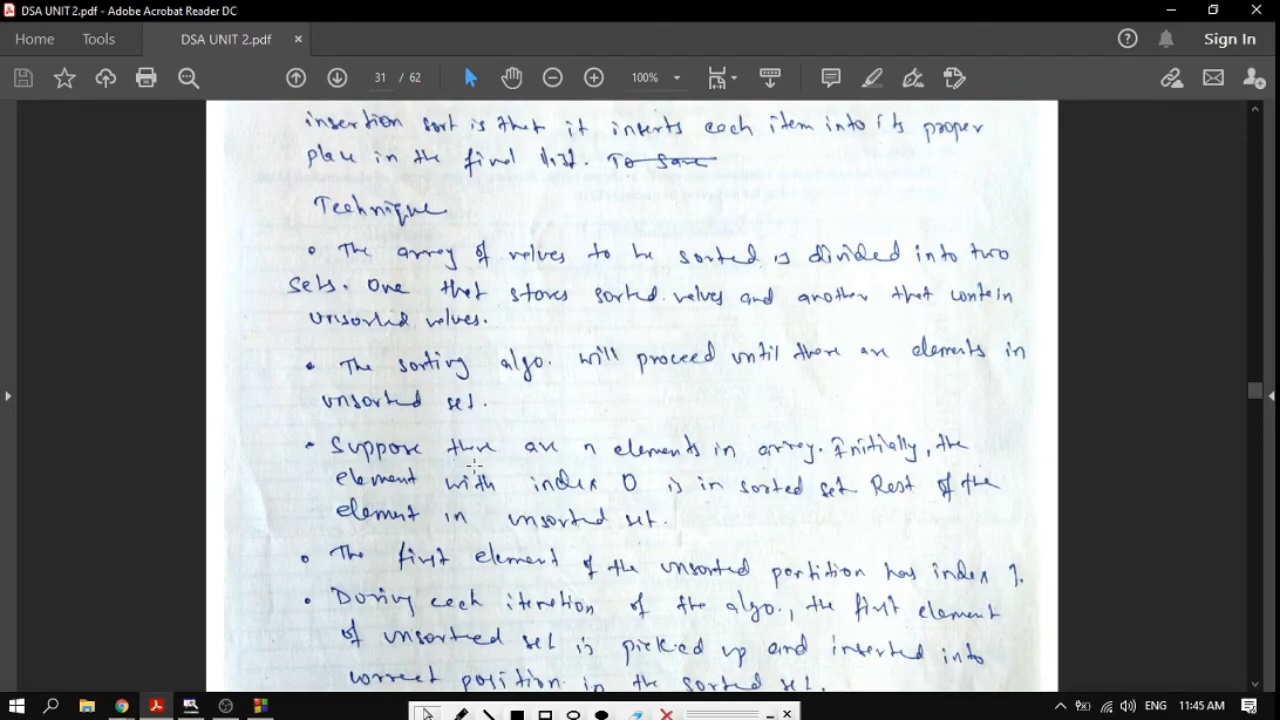 DSA UNIT 2.pdf - Adobe Acrobat Reader DC
Home Tools DSA UNIT 2.pdf × Sign In
31 / 62 100%
insertion sort is that it inserts each item into its proper
place in the final list. To save
Technique
• The array of values to be sorted is divided into two
sets. One that stores sorted values and another that contain
unsorted values.
• The sorting algo. will proceed until there are elements in
unsorted set.
• Suppose there are n elements in array. Initially, the
element with index 0 is in sorted set Rest of the
element in unsorted set.
• The first element of the unsorted partition has index 1.
• During each iteration of the algo., the first element
of unsorted set is picked up and inserted into
correct position in the sorted set.
ENG 11:45 AM